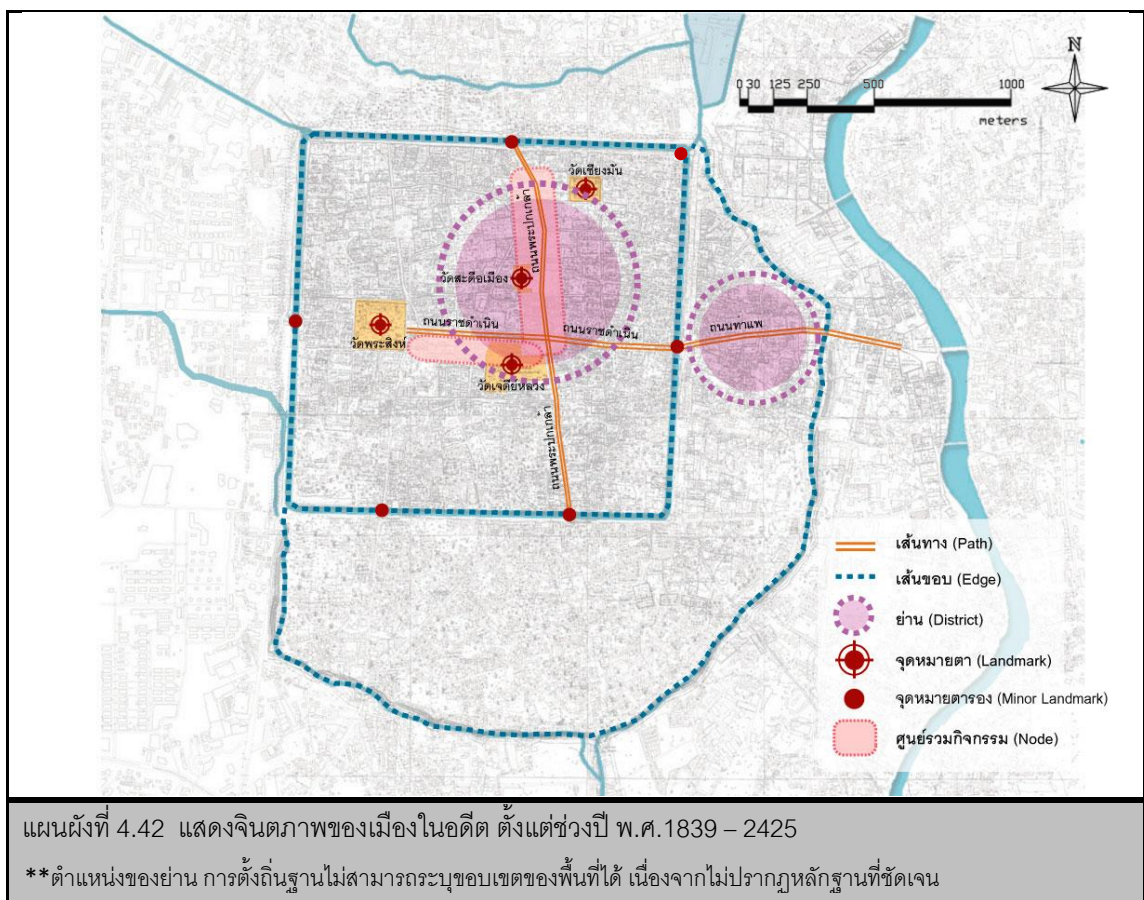 N
0 30 125 250 500 1000
meters
วัดเชียงมั่น
ถนนพระปกเกล้า
วัดสะดือเมือง
ถนนราชดำเนิน
ถนนราชดำเนิน
ถนนท่าแพ
วัดพระสิงห์
วัดเจดีย์หลวง
ถนนพระปกเกล้า
เส้นทาง (Path)
เส้นขอบ (Edge)
ย่าน (District)
จุดหมายตา (Landmark)
จุดหมายตารอง (Minor Landmark)
ศูนย์รวมกิจกรรม (Node)
แผนผังที่ 4.42 แสดงจินตภาพของเมืองในอดีต ตั้งแต่ช่วงปี พ.ศ.1839 – 2425
**ตำแหน่งของย่าน การตั้งถิ่นฐานไม่สามารถระบุขอบเขตของพื้นที่ได้ เนื่องจากไม่ปรากฏหลักฐานที่ชัดเจน